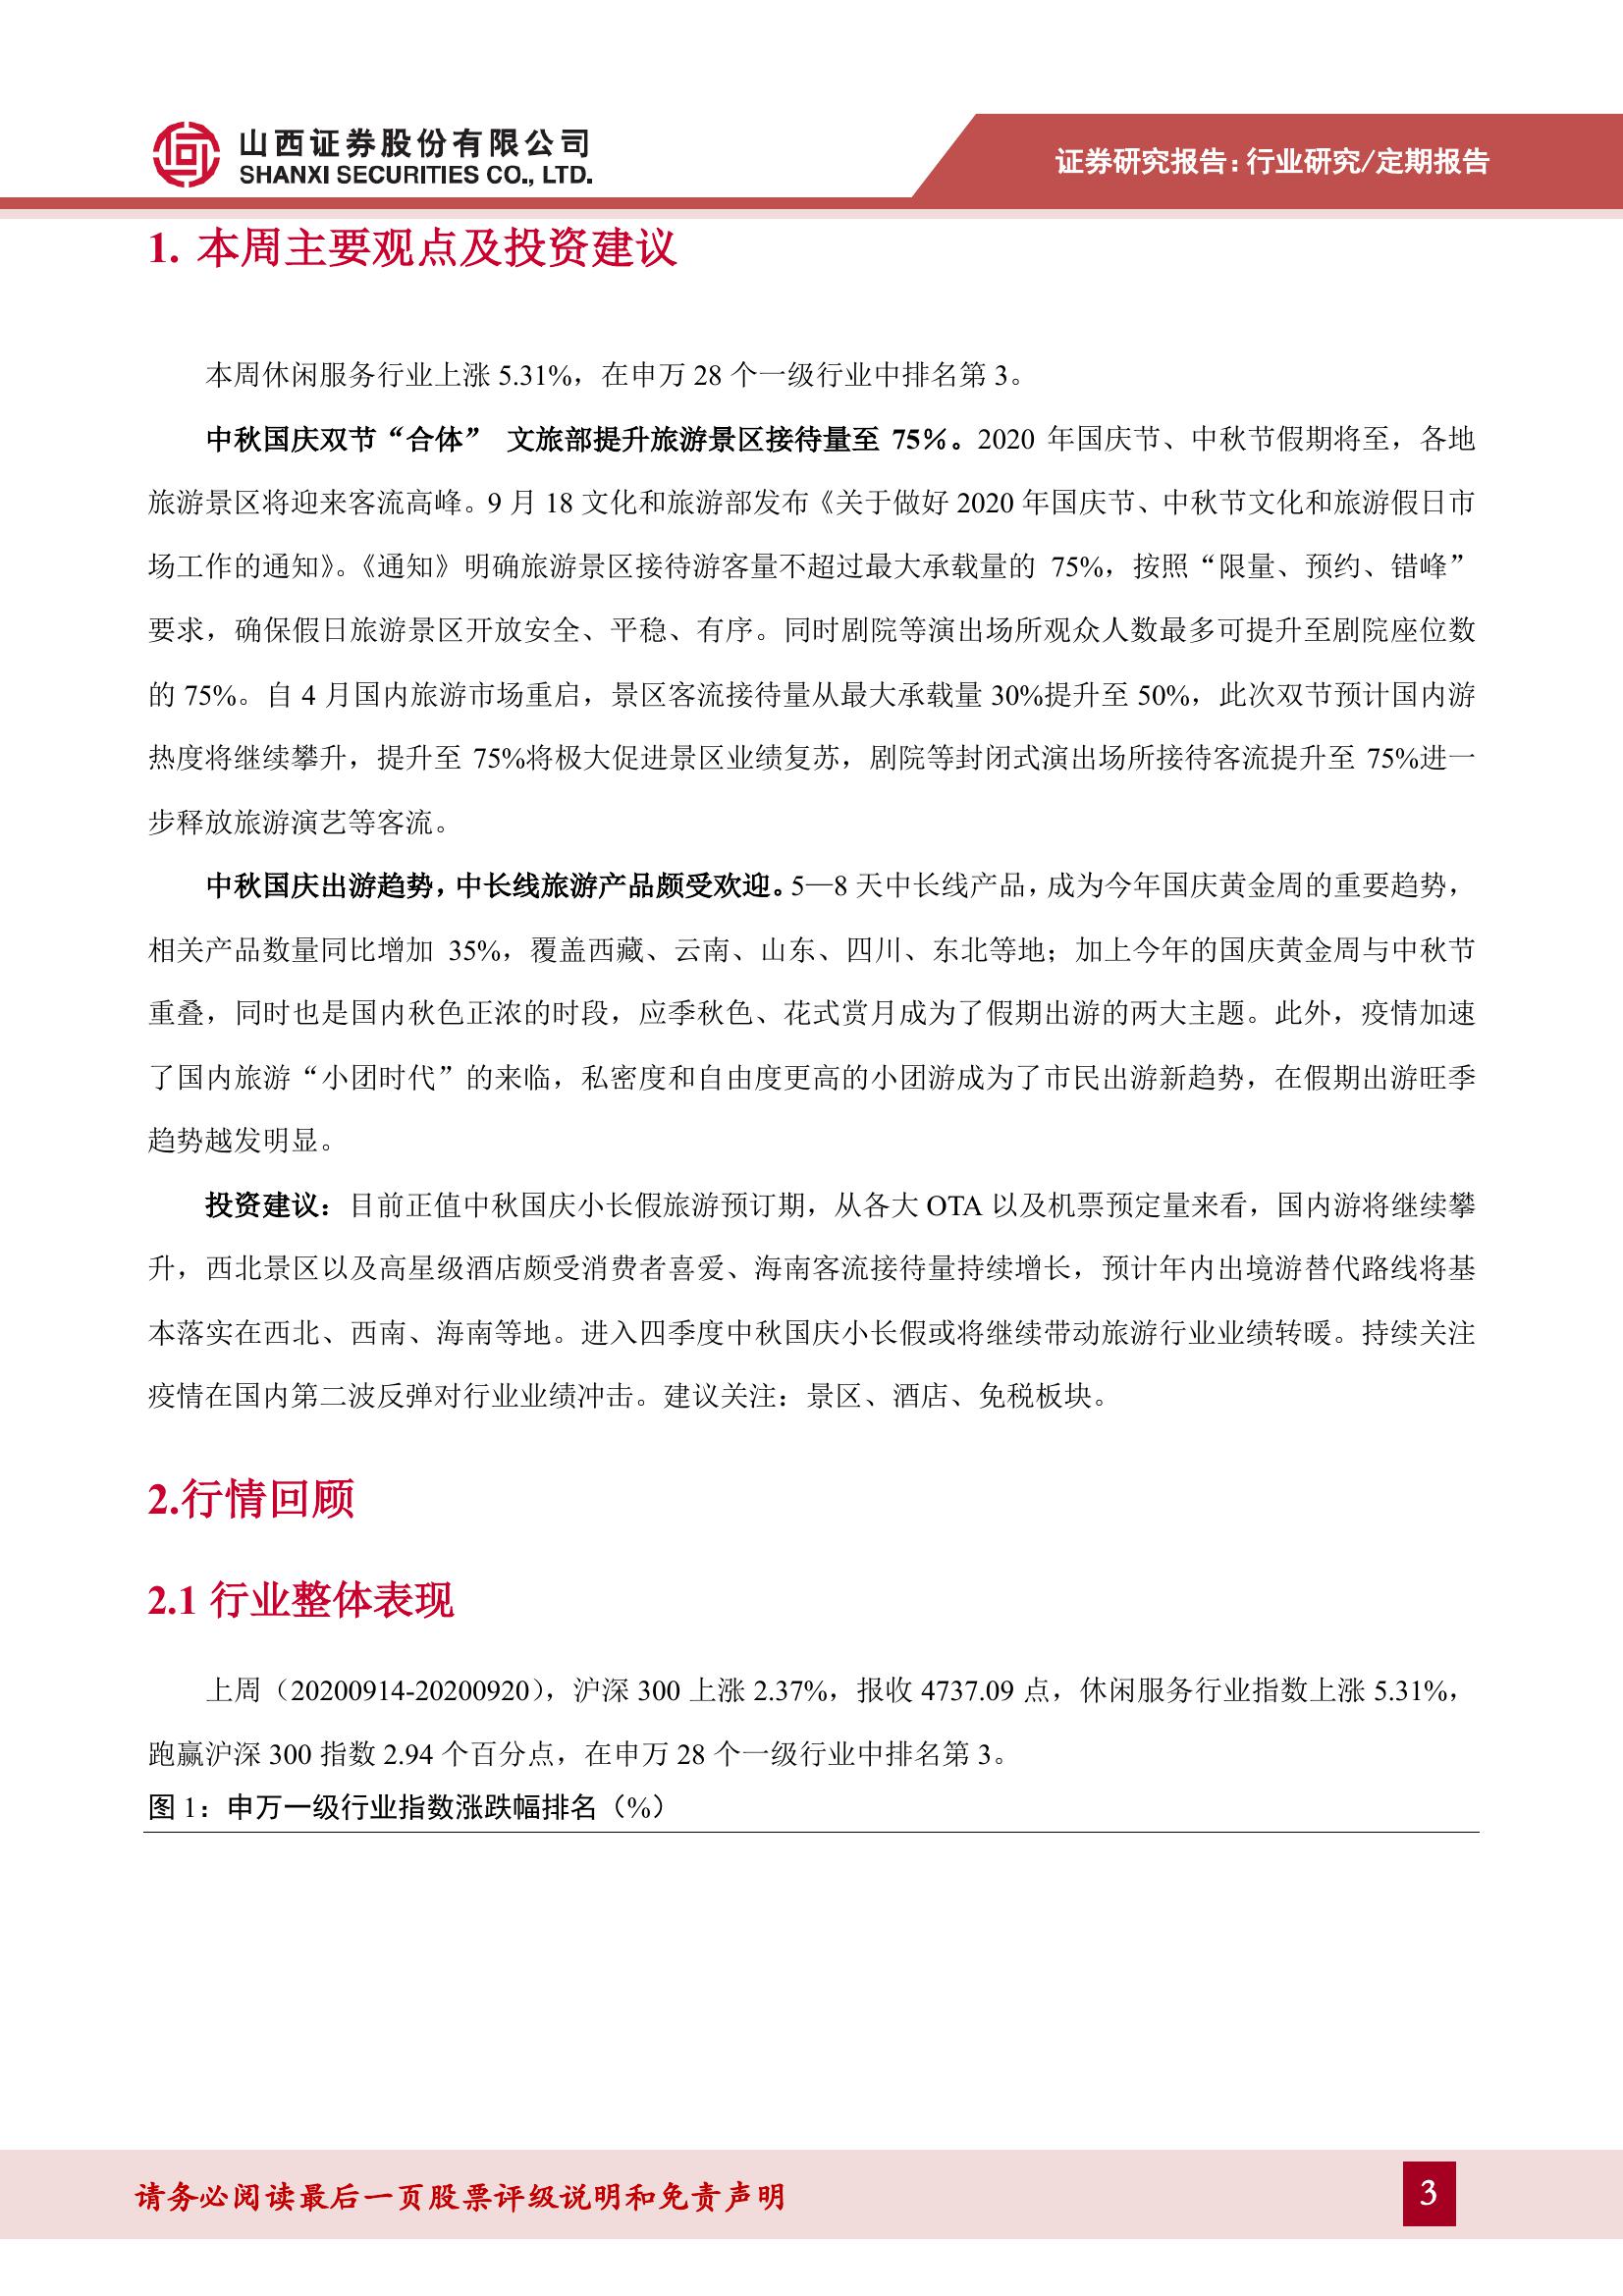 山西证券股份有限公司
SHANXI SECURITIES CO., LTD.
证券研究报告：行业研究/定期报告
1. 本周主要观点及投资建议
本周休闲服务行业上涨 5.31%，在申万 28 个一级行业中排名第 3。
中秋国庆双节“合体” 文旅部提升旅游景区接待量至 75%。2020 年国庆节、中秋节假期将至，各地
旅游景区将迎来客流高峰。9 月 18 文化和旅游部发布《关于做好 2020 年国庆节、中秋节文化和旅游假日市
场工作的通知》。《通知》明确旅游景区接待游客量不超过最大承载量的 75%，按照“限量、预约、错峰”
要求，确保假日旅游景区开放安全、平稳、有序。同时剧院等演出场所观众人数最多可提升至剧院座位数
的 75%。自 4 月国内旅游市场重启，景区客流接待量从最大承载量 30%提升至 50%，此次双节预计国内游
热度将继续攀升，提升至 75%将极大促进景区业绩复苏，剧院等封闭式演出场所接待客流提升至 75%进一
步释放旅游演艺等客流。
中秋国庆出游趋势，中长线旅游产品颇受欢迎。5—8 天中长线产品，成为今年国庆黄金周的重要趋势，
相关产品数量同比增加 35%，覆盖西藏、云南、山东、四川、东北等地；加上今年的国庆黄金周与中秋节
重叠，同时也是国内秋色正浓的时段，应季秋色、花式赏月成为了假期出游的两大主题。此外，疫情加速
了国内旅游“小团时代”的来临，私密度和自由度更高的小团游成为了市民出游新趋势，在假期出游旺季
趋势越发明显。
投资建议：目前正值中秋国庆小长假旅游预订期，从各大 OTA 以及机票预定量来看，国内游将继续攀
升，西北景区以及高星级酒店颇受消费者喜爱、海南客流接待量持续增长，预计年内出境游替代路线将基
本落实在西北、西南、海南等地。进入四季度中秋国庆小长假或将继续带动旅游行业业绩转暖。持续关注
疫情在国内第二波反弹对行业业绩冲击。建议关注：景区、酒店、免税板块。
2.行情回顾
2.1 行业整体表现
上周（20200914-20200920），沪深 300 上涨 2.37%，报收 4737.09 点，休闲服务行业指数上涨 5.31%，
跑赢沪深 300 指数 2.94 个百分点，在申万 28 个一级行业中排名第 3。
图 1：申万一级行业指数涨跌幅排名（%）
请务必阅读最后一页股票评级说明和免责声明
3